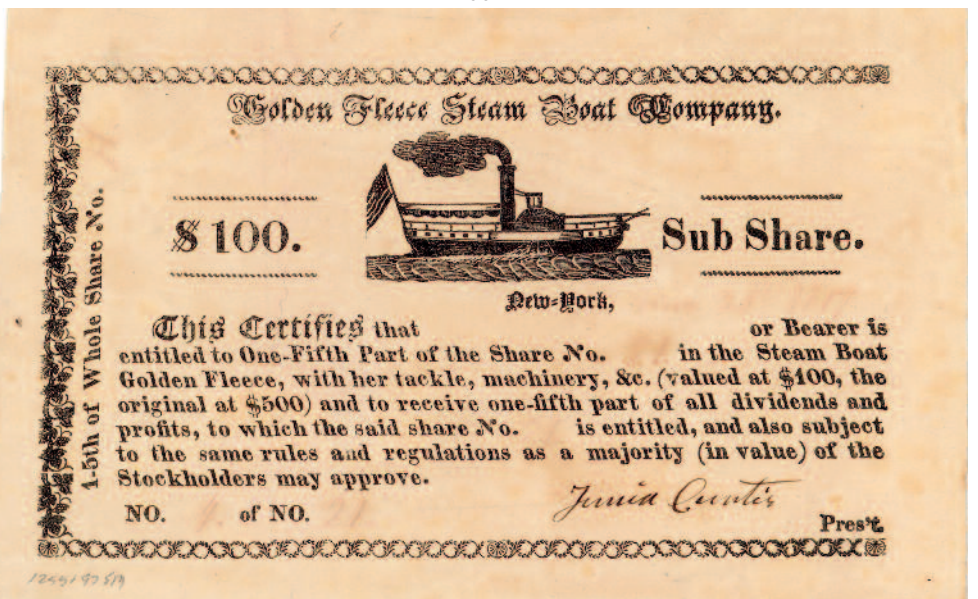 Golden Fleece Steam Boat Company.
1-5th of Whole Share No.
$100.
Sub Share.
New-York,
This Certifies that or Bearer is
entitled to One-Fifth Part of the Share No. in the Steam Boat
Golden Fleece, with her tackle, machinery, &c. (valued at $100, the
original at $500) and to receive one-fifth part of all dividends and
profits, to which the said share No. is entitled, and also subject
to the same rules and regulations as a majority (in value) of the
Stockholders may approve.
NO. of NO.
Curtis
Pres't.